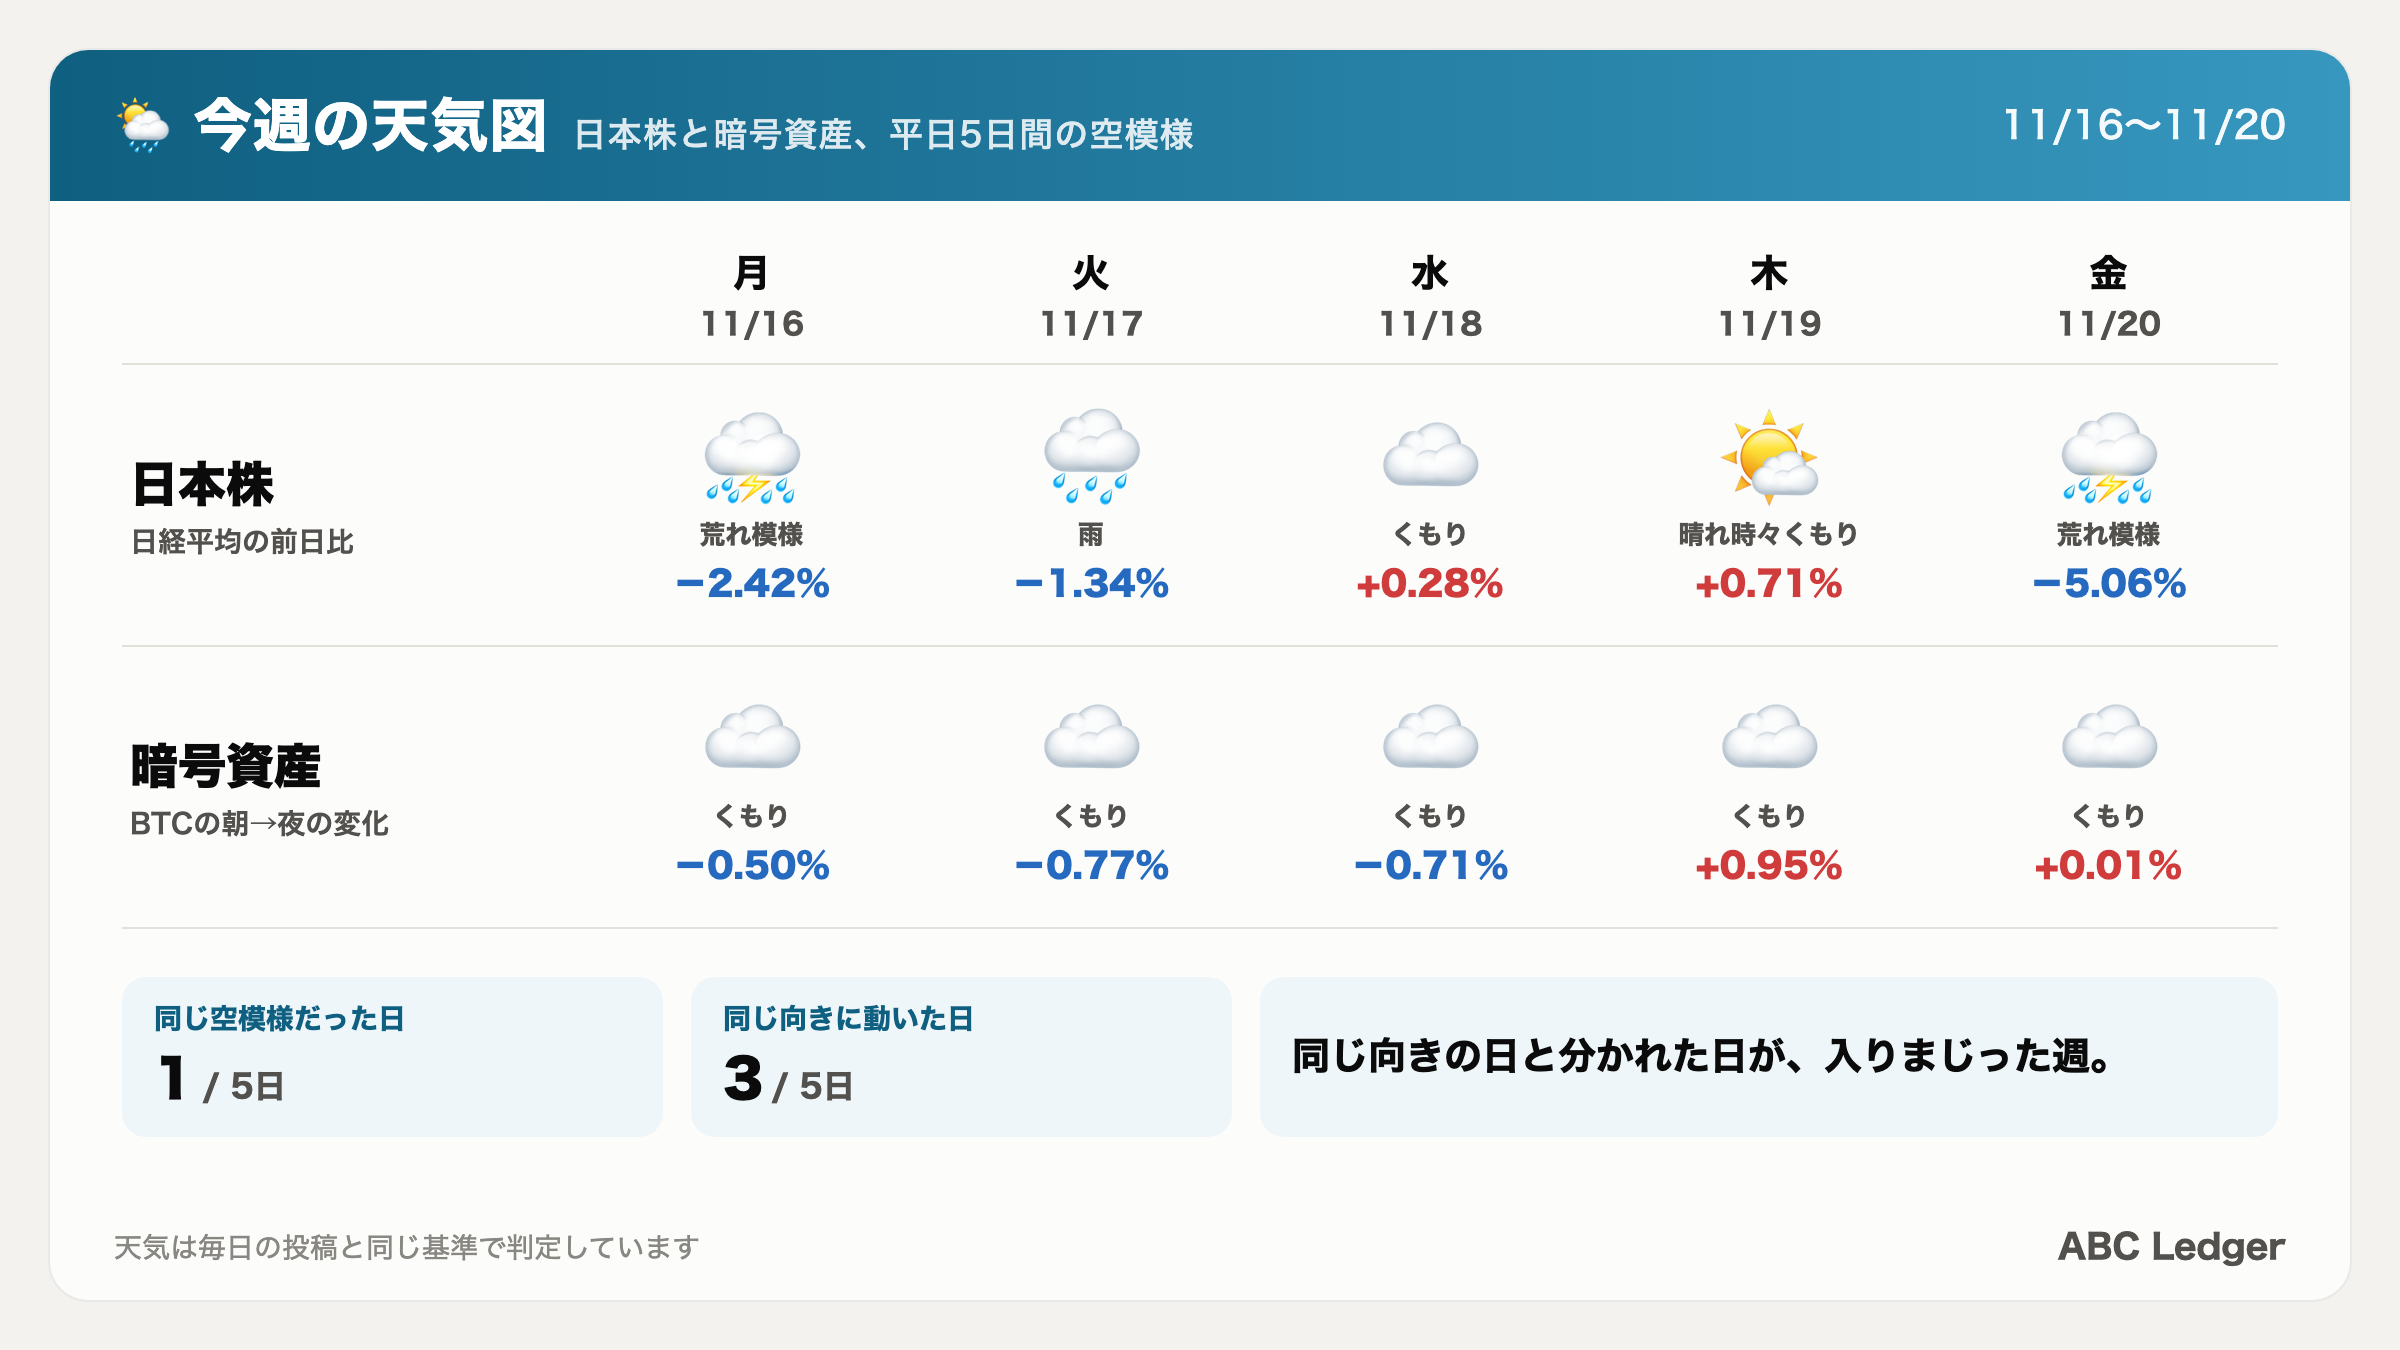 今週の天気図 日本株と暗号資産、平日5日間の空模様 11/16〜11/20
月 火 水 木 金
11/16 11/17 11/18 11/19 11/20
日本株
日経平均の前日比
荒れ模様 雨 くもり 晴れ時々くもり 荒れ模様
−2.42% −1.34% +0.28% +0.71% −5.06%
暗号資産
BTCの朝→夜の変化
くもり くもり くもり くもり くもり
−0.50% −0.77% −0.71% +0.95% +0.01%
同じ空模様だった日
1 / 5日
同じ向きに動いた日
3 / 5日
同じ向きの日と分かれた日が、入りまじった週。
天気は毎日の投稿と同じ基準で判定しています
ABC Ledger